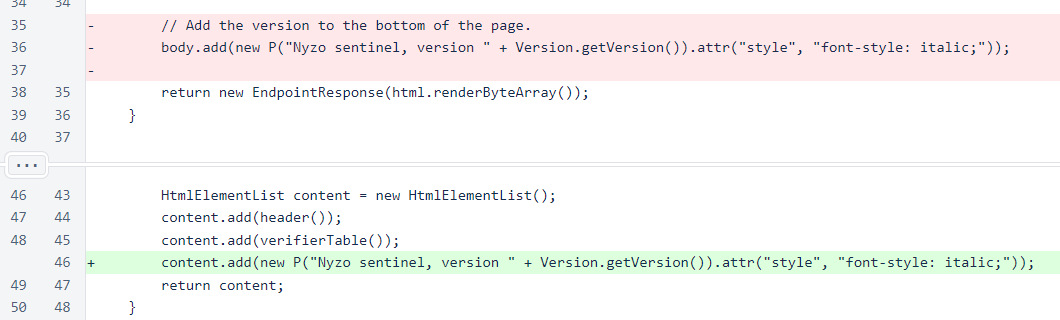 34 34
35 - // Add the version to the bottom of the page.
36 - body.add(new P("Nyzo sentinel, version " + Version.getVersion()).attr("style", "font-style: italic;"));
37 -
38 35 return new EndpointResponse(html.renderByteArray());
39 36 }
40 37
...
46 43 HtmlElementList content = new HtmlElementList();
47 44 content.add(header());
48 45 content.add(verifierTable());
46 + content.add(new P("Nyzo sentinel, version " + Version.getVersion()).attr("style", "font-style: italic;"));
49 47 return content;
50 48 }